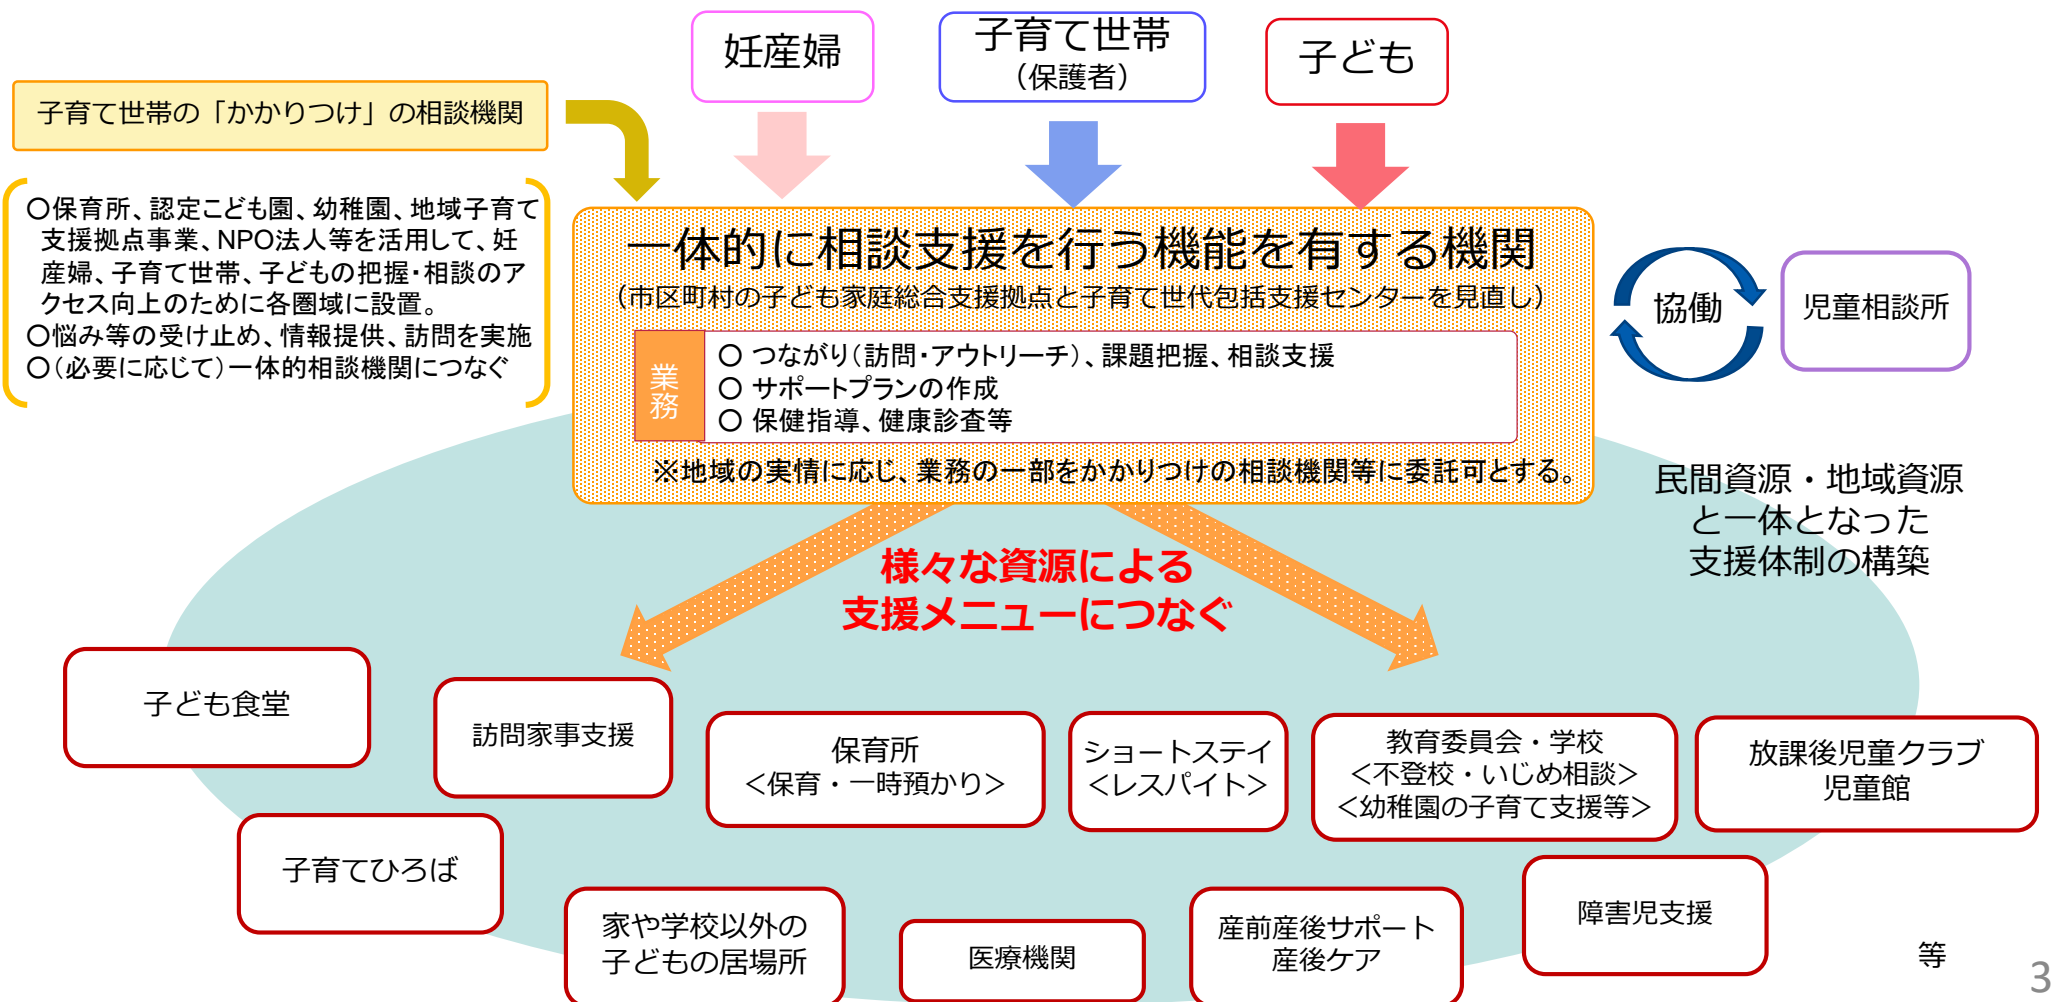 妊産婦
子育て世帯
（保護者）
子ども
子育て世帯の「かかりつけ」の相談機関
〇保育所、認定こども園、幼稚園、地域子育て
支援拠点事業、NPO法人等を活用して、妊
産婦、子育て世帯、子どもの把握・相談のア
クセス向上のために各圏域に設置。
〇悩み等の受け止め、情報提供、訪問を実施
〇（必要に応じて）一体的相談機関につなぐ
一体的に相談支援を行う機能を有する機関
（市区町村の子ども家庭総合支援拠点と子育て世代包括支援センターを見直し）
業務
〇 つながり（訪問・アウトリーチ）、課題把握、相談支援
〇 サポートプランの作成
〇 保健指導、健康診査等
※地域の実情に応じ、業務の一部をかかりつけの相談機関等に委託可とする。
協働
児童相談所
民間資源・地域資源
と一体となった
支援体制の構築
様々な資源による
支援メニューにつなぐ
子ども食堂
訪問家事支援
保育所
＜保育・一時預かり＞
ショートステイ
＜レスパイト＞
教育委員会・学校
＜不登校・いじめ相談＞
＜幼稚園の子育て支援等＞
放課後児童クラブ
児童館
子育てひろば
家や学校以外の
子どもの居場所
医療機関
産前産後サポート
産後ケア
障害児支援
等
3